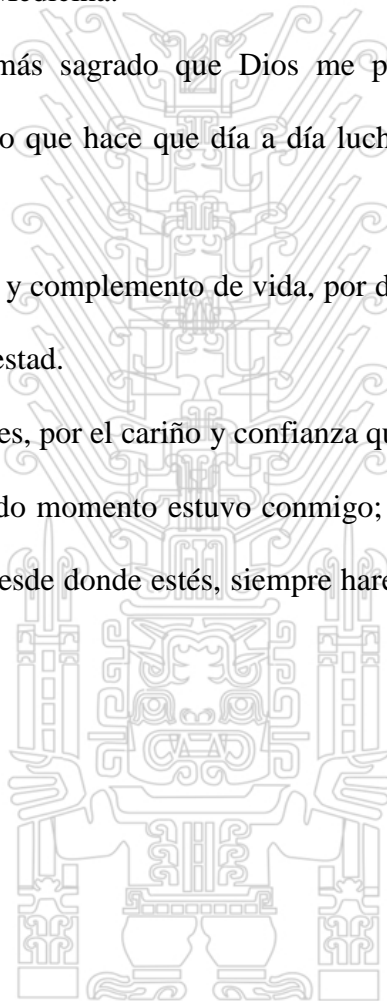 Medicina.
más sagrado que Dios me p
o que hace que día a día luch
y complemento de vida, por d
estad.
es, por el cariño y confianza qu
do momento estuvo conmigo;
esde donde estés, siempre haré